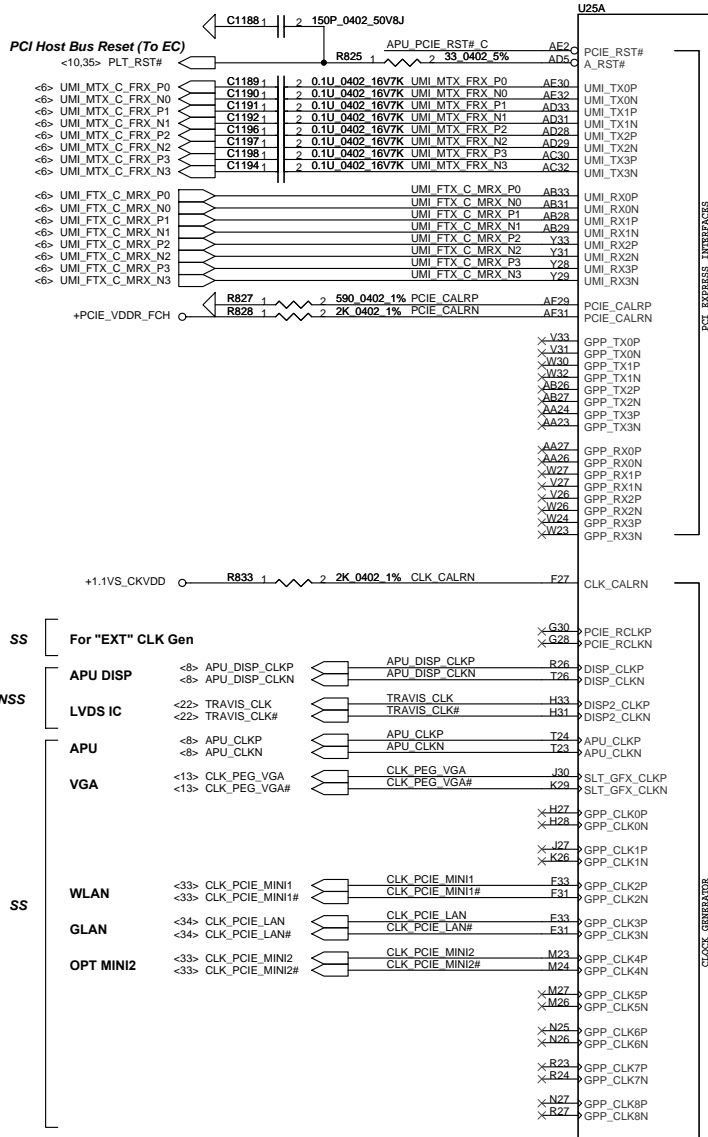 U25A
C1188 1 2 150P_0402_50V8J
PCI Host Bus Reset (To EC)
APU_PCIE_RST#_C AE2 PCIE_RST#
<10,35> PLT_RST# R825 1 2 33_0402_5% AD5 A_RST#
<6> UMI_MTX_C_FRX_P0 C1189 1 2 0.1U_0402_16V7K UMI_MTX_FRX_P0 AE30 UMI_TX0P
<6> UMI_MTX_C_FRX_N0 C1190 1 2 0.1U_0402_16V7K UMI_MTX_FRX_N0 AE32 UMI_TX0N
<6> UMI_MTX_C_FRX_P1 C1191 1 2 0.1U_0402_16V7K UMI_MTX_FRX_P1 AD33 UMI_TX1P
<6> UMI_MTX_C_FRX_N1 C1192 1 2 0.1U_0402_16V7K UMI_MTX_FRX_N1 AD31 UMI_TX1N
<6> UMI_MTX_C_FRX_P2 C1196 1 2 0.1U_0402_16V7K UMI_MTX_FRX_P2 AD28 UMI_TX2P
<6> UMI_MTX_C_FRX_N2 C1197 1 2 0.1U_0402_16V7K UMI_MTX_FRX_N2 AD29 UMI_TX2N
<6> UMI_MTX_C_FRX_P3 C1198 1 2 0.1U_0402_16V7K UMI_MTX_FRX_P3 AC30 UMI_TX3P
<6> UMI_MTX_C_FRX_N3 C1194 1 2 0.1U_0402_16V7K UMI_MTX_FRX_N3 AC32 UMI_TX3N
<6> UMI_FTX_C_MRX_P0 UMI_FTX_C_MRX_P0 AB33 UMI_RX0P
<6> UMI_FTX_C_MRX_N0 UMI_FTX_C_MRX_N0 AB31 UMI_RX0N
<6> UMI_FTX_C_MRX_P1 UMI_FTX_C_MRX_P1 AB28 UMI_RX1P
<6> UMI_FTX_C_MRX_N1 UMI_FTX_C_MRX_N1 AB29 UMI_RX1N
<6> UMI_FTX_C_MRX_P2 UMI_FTX_C_MRX_P2 Y33 UMI_RX2P
<6> UMI_FTX_C_MRX_N2 UMI_FTX_C_MRX_N2 Y31 UMI_RX2N
<6> UMI_FTX_C_MRX_P3 UMI_FTX_C_MRX_P3 Y28 UMI_RX3P
<6> UMI_FTX_C_MRX_N3 UMI_FTX_C_MRX_N3 Y29 UMI_RX3N
PCI EXPRESS INTERFACES
R827 1 2 590_0402_1% PCIE_CALRP AF29 PCIE_CALRP
+PCIE_VDDR_FCH R828 1 2 2K_0402_1% PCIE_CALRN AF31 PCIE_CALRN
V33 GPP_TX0P
V31 GPP_TX0N
W30 GPP_TX1P
W32 GPP_TX1N
AB26 GPP_TX2P
AB27 GPP_TX2N
AA24 GPP_TX3P
AA23 GPP_TX3N
AA27 GPP_RX0P
AA26 GPP_RX0N
W27 GPP_RX1P
V27 GPP_RX1N
V26 GPP_RX2P
W26 GPP_RX2N
W24 GPP_RX3P
W23 GPP_RX3N
+1.1VS_CKVDD R833 1 2 2K_0402_1% CLK_CALRN F27 CLK_CALRN
SS For "EXT" CLK Gen
G30 PCIE_RCLKP
G28 PCIE_RCLKN
NSS
APU DISP
<8> APU_DISP_CLKP APU_DISP_CLKP R26 DISP_CLKP
<8> APU_DISP_CLKN APU_DISP_CLKN T26 DISP_CLKN
LVDS IC
<22> TRAVIS_CLK TRAVIS_CLK H33 DISP2_CLKP
<22> TRAVIS_CLK# TRAVIS_CLK# H31 DISP2_CLKN
APU
<8> APU_CLKP APU_CLKP T24 APU_CLKP
<8> APU_CLKN APU_CLKN T23 APU_CLKN
VGA
<13> CLK_PEG_VGA CLK_PEG_VGA J30 SLT_GFX_CLKP
<13> CLK_PEG_VGA# CLK_PEG_VGA# K29 SLT_GFX_CLKN
H27 GPP_CLK0P
H28 GPP_CLK0N
J27 GPP_CLK1P
K26 GPP_CLK1N
SS
WLAN
<33> CLK_PCIE_MINI1 CLK_PCIE_MINI1 F33 GPP_CLK2P
<33> CLK_PCIE_MINI1# CLK_PCIE_MINI1# F31 GPP_CLK2N
GLAN
<34> CLK_PCIE_LAN CLK_PCIE_LAN E33 GPP_CLK3P
<34> CLK_PCIE_LAN# CLK_PCIE_LAN# E31 GPP_CLK3N
OPT MINI2
<33> CLK_PCIE_MINI2 CLK_PCIE_MINI2 M23 GPP_CLK4P
<33> CLK_PCIE_MINI2# CLK_PCIE_MINI2# M24 GPP_CLK4N
CLOCK GENERATOR
M27 GPP_CLK5P
M26 GPP_CLK5N
N25 GPP_CLK6P
N26 GPP_CLK6N
R23 GPP_CLK7P
R24 GPP_CLK7N
N27 GPP_CLK8P
R27 GPP_CLK8N